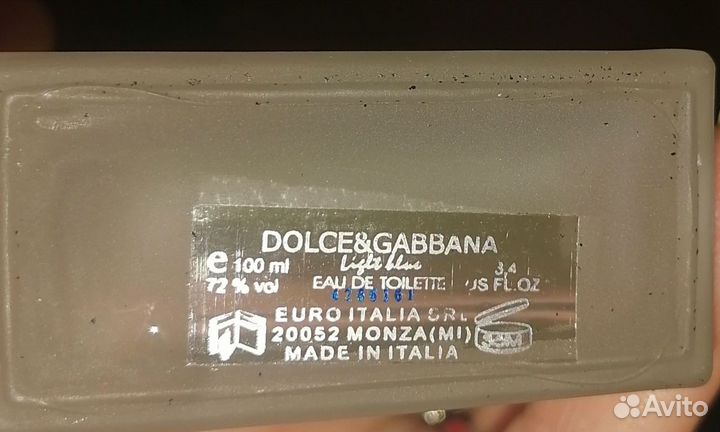 DOLCE&GABBANA
Light blue
e 100 ml 3,4
72 % vol EAU DE TOILETTE US FL.OZ
EURO ITALIA SRL
20052 MONZA(MI)
MADE IN ITALIA
36M
Avito